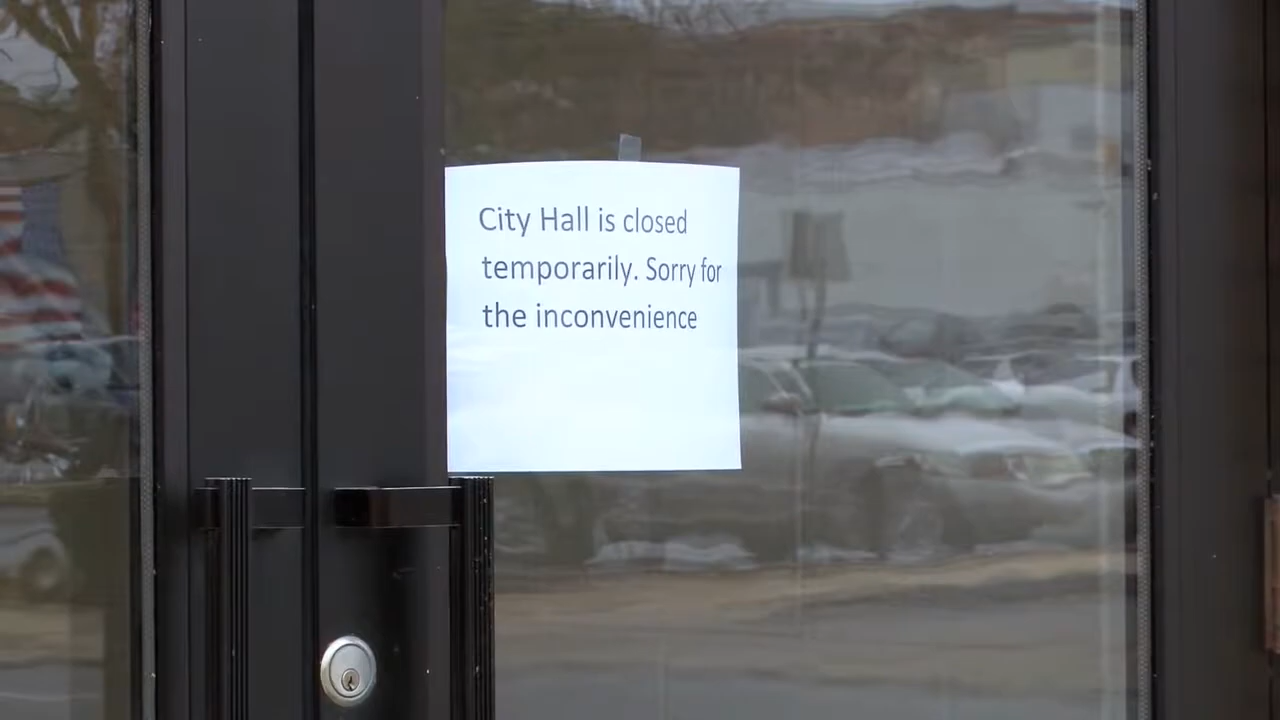 City Hall is closed
temporarily. Sorry for
the inconvenience